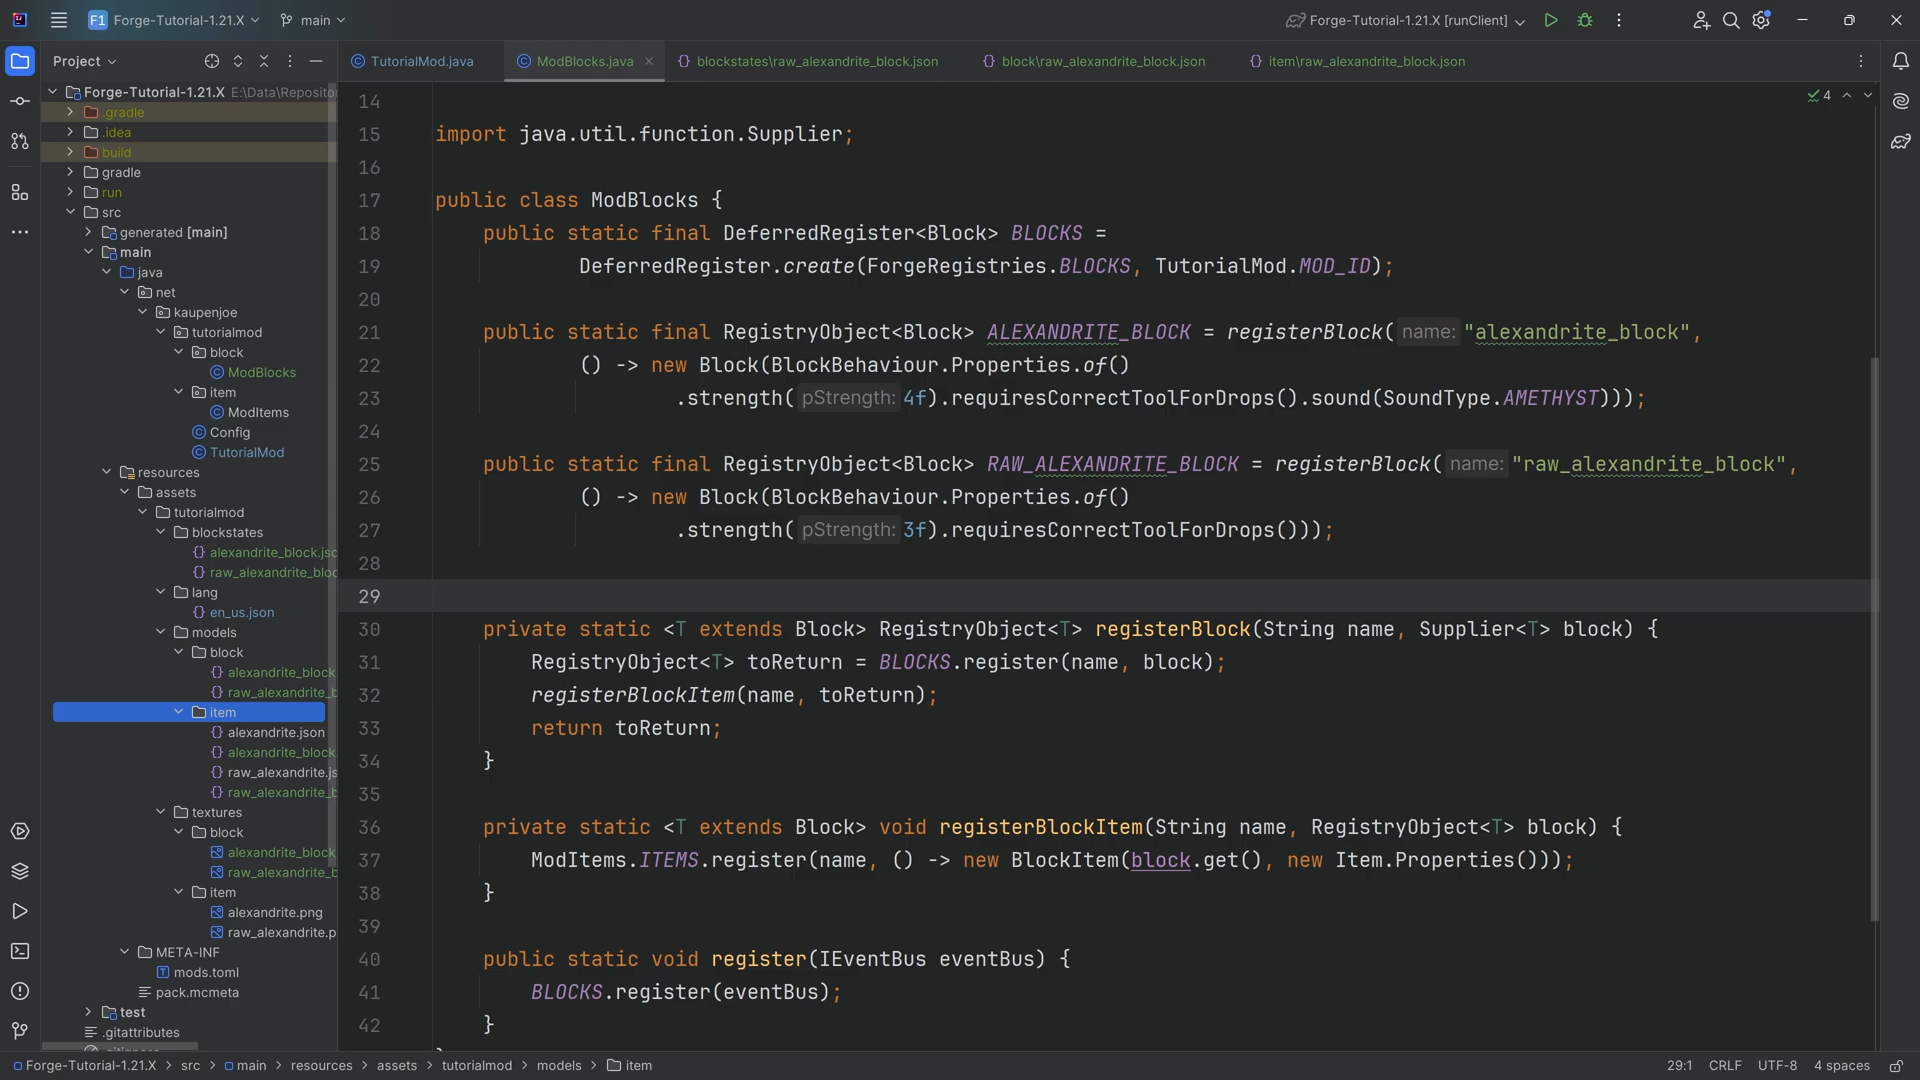 F1 Forge-Tutorial-1.21.X main Forge-Tutorial-1.21.X [runClient]
Project
TutorialMod.java ModBlocks.java {} blockstates\raw_alexandrite_block.json {} block\raw_alexandrite_block.json {} item\raw_alexandrite_block.json
Forge-Tutorial-1.21.X E:\Data\Reposito
.gradle
.idea
build
gradle
run
src
generated [main]
main
java
net
kaupenjoe
tutorialmod
block
ModBlocks
item
ModItems
Config
TutorialMod
resources
assets
tutorialmod
blockstates
{} alexandrite_block.jso
{} raw_alexandrite_bloc
lang
{} en_us.json
models
block
{} alexandrite_block
{} raw_alexandrite_b
item
{} alexandrite.json
{} alexandrite_block
{} raw_alexandrite.js
{} raw_alexandrite_b
textures
block
alexandrite_block
raw_alexandrite_b
item
alexandrite.png
raw_alexandrite.p
META-INF
mods.toml
pack.mcmeta
test
.gitattributes
4
14
15 import java.util.function.Supplier;
16
17 public class ModBlocks {
18 public static final DeferredRegister<Block> BLOCKS =
19 DeferredRegister.create(ForgeRegistries.BLOCKS, TutorialMod.MOD_ID);
20
21 public static final RegistryObject<Block> ALEXANDRITE_BLOCK = registerBlock( name: "alexandrite_block",
22 () -> new Block(BlockBehaviour.Properties.of()
23 .strength( pStrength: 4f).requiresCorrectToolForDrops().sound(SoundType.AMETHYST)));
24
25 public static final RegistryObject<Block> RAW_ALEXANDRITE_BLOCK = registerBlock( name: "raw_alexandrite_block",
26 () -> new Block(BlockBehaviour.Properties.of()
27 .strength( pStrength: 3f).requiresCorrectToolForDrops()));
28
29
30 private static <T extends Block> RegistryObject<T> registerBlock(String name, Supplier<T> block) {
31 RegistryObject<T> toReturn = BLOCKS.register(name, block);
32 registerBlockItem(name, toReturn);
33 return toReturn;
34 }
35
36 private static <T extends Block> void registerBlockItem(String name, RegistryObject<T> block) {
37 ModItems.ITEMS.register(name, () -> new BlockItem(block.get(), new Item.Properties()));
38 }
39
40 public static void register(IEventBus eventBus) {
41 BLOCKS.register(eventBus);
42 }
Forge-Tutorial-1.21.X > src > main > resources > assets > tutorialmod > models > item
29:1 CRLF UTF-8 4 spaces